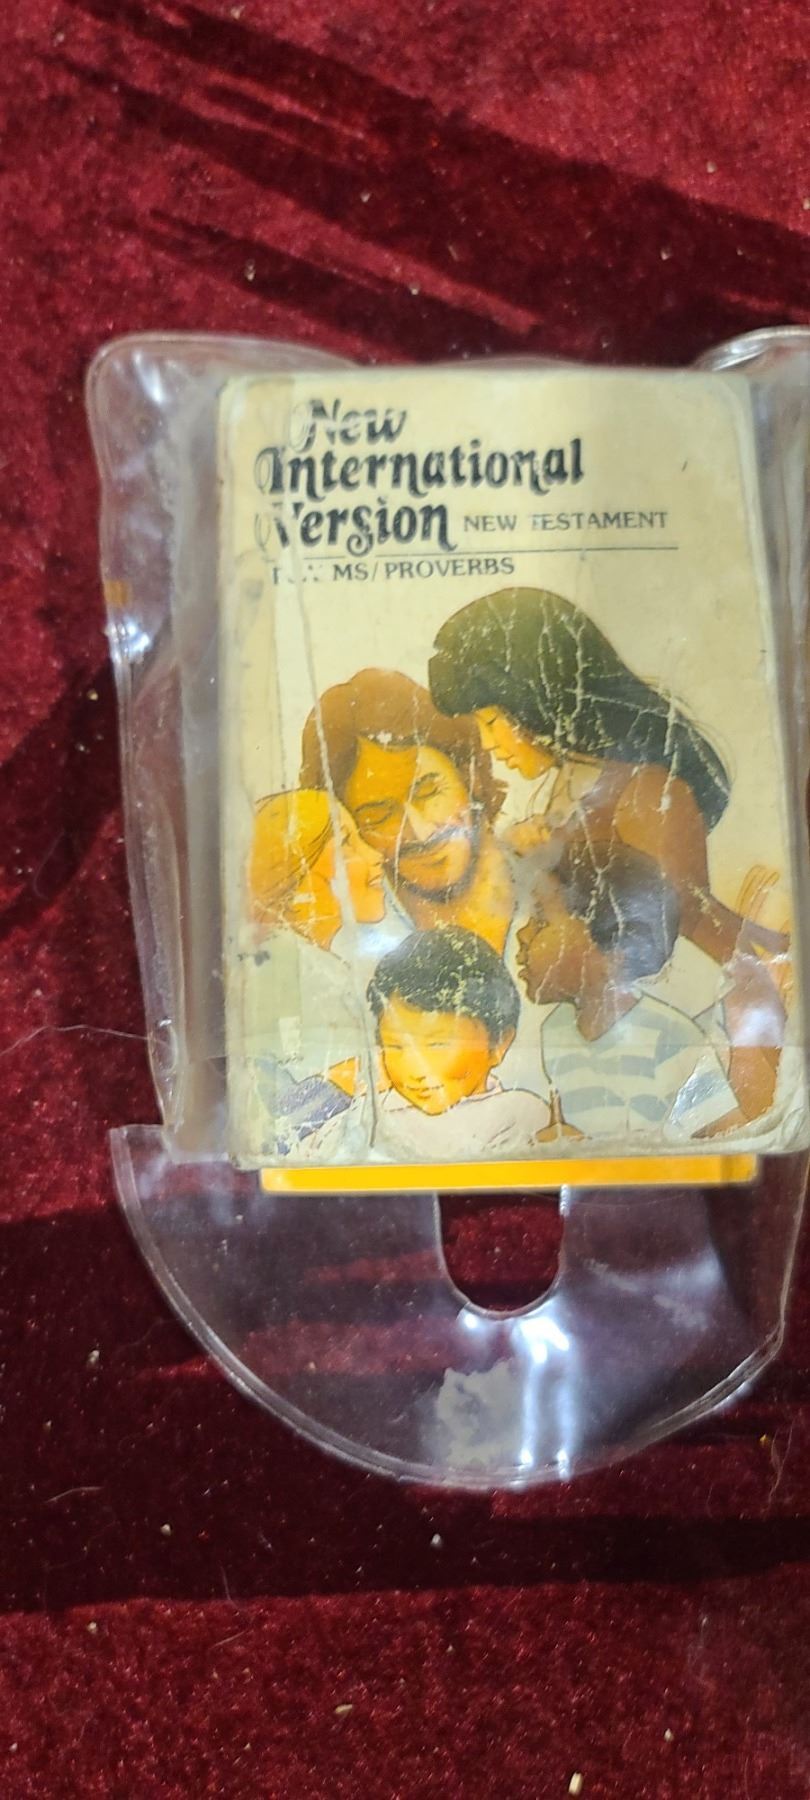 New
International
Version NEW TESTAMENT
MS/PROVERBS